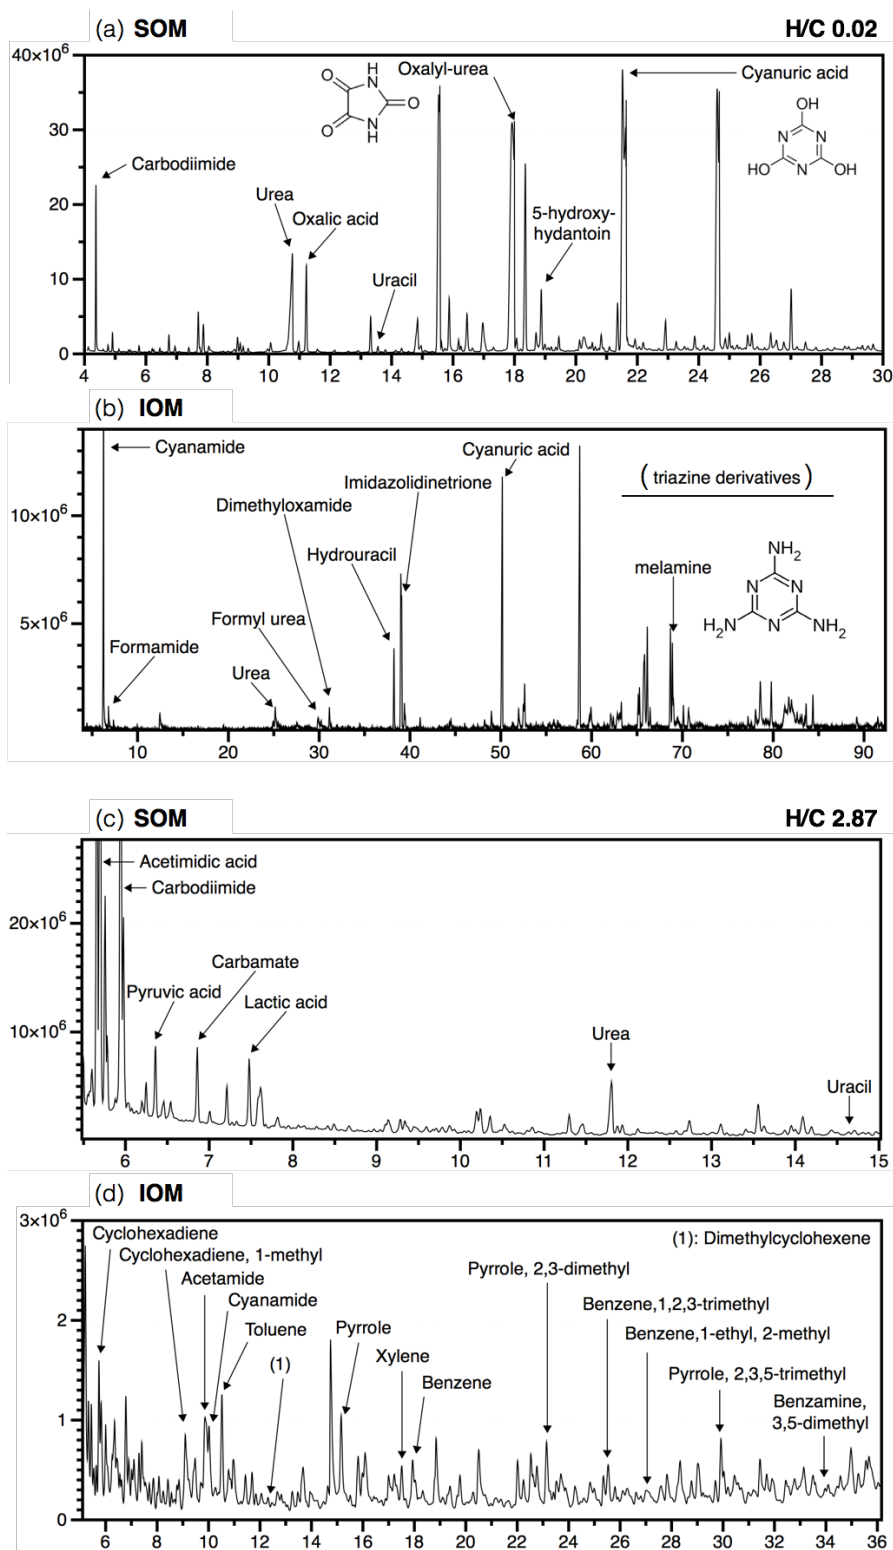 (a) SOM H/C 0.02
40×10⁶
30
20
10
0
Carbodiimide
Urea
Oxalic acid
Uracil
Oxalyl-urea
5-hydroxy-
hydantoin
Cyanuric acid
O H N O O N H
OH N N HO N OH
4 6 8 10 12 14 16 18 20 22 24 26 28 30
(b) IOM
10×10⁶
5×10⁶
Cyanamide
Formamide
Urea
Formyl urea
Dimethyloxamide
Hydrouracil
Imidazolidinetrione
Cyanuric acid
( triazine derivatives )
melamine
NH₂ N N H₂N N NH₂
10 20 30 40 50 60 70 80 90
(c) SOM H/C 2.87
20×10⁶
10×10⁶
Acetimidic acid
Carbodiimide
Pyruvic acid
Carbamate
Lactic acid
Urea
Uracil
6 7 8 9 10 11 12 13 14 15
(d) IOM
3×10⁶
2
1
0
Cyclohexadiene
Cyclohexadiene, 1-methyl
Acetamide
Cyanamide
Toluene
(1)
Pyrrole
Xylene
Benzene
(1): Dimethylcyclohexene
Pyrrole, 2,3-dimethyl
Benzene,1,2,3-trimethyl
Benzene,1-ethyl, 2-methyl
Pyrrole, 2,3,5-trimethyl
Benzamine,
3,5-dimethyl
6 8 10 12 14 16 18 20 22 24 26 28 30 32 34 36